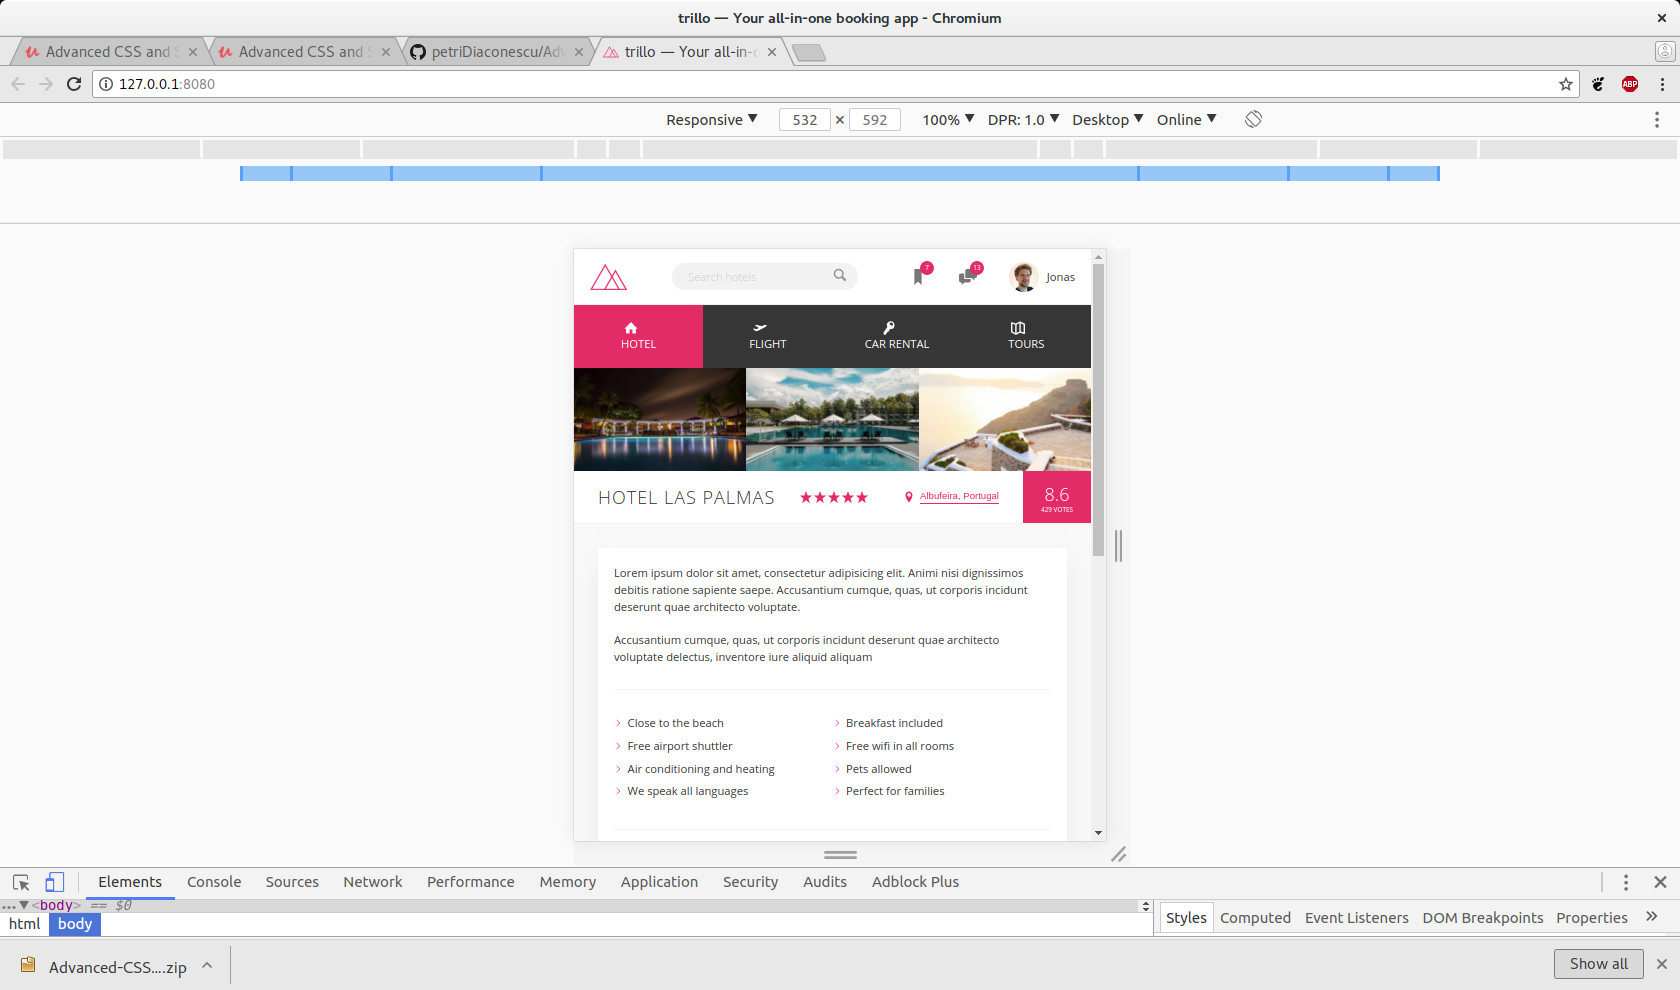 trillo — Your all-in-one booking app - Chromium
Advanced CSS and S
Advanced CSS and S
petriDiaconescu/Adv
trillo — Your all-in-o
127.0.0.1:8080
ABP
Responsive ▼ 532 × 592 100% ▼ DPR: 1.0 ▼ Desktop ▼ Online ▼
Search hotels
7
13
Jonas
HOTEL
FLIGHT
CAR RENTAL
TOURS
HOTEL LAS PALMAS
Albufeira, Portugal
8.6
429 VOTES
Lorem ipsum dolor sit amet, consectetur adipisicing elit. Animi nisi dignissimos
debitis ratione sapiente saepe. Accusantium cumque, quas, ut corporis incidunt
deserunt quae architecto voluptate.
Accusantium cumque, quas, ut corporis incidunt deserunt quae architecto
voluptate delectus, inventore iure aliquid aliquam
Close to the beach
Breakfast included
Free airport shuttler
Free wifi in all rooms
Air conditioning and heating
Pets allowed
We speak all languages
Perfect for families
Elements Console Sources Network Performance Memory Application Security Audits Adblock Plus
...▼<body> == $0
html body
Styles Computed Event Listeners DOM Breakpoints Properties »
Advanced-CSS....zip
Show all